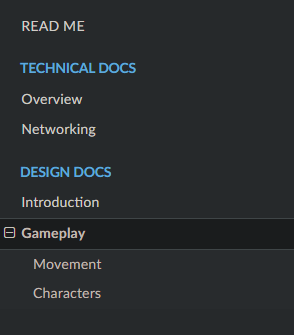 READ ME
TECHNICAL DOCS
Overview
Networking
DESIGN DOCS
Introduction
Gameplay
Movement
Characters